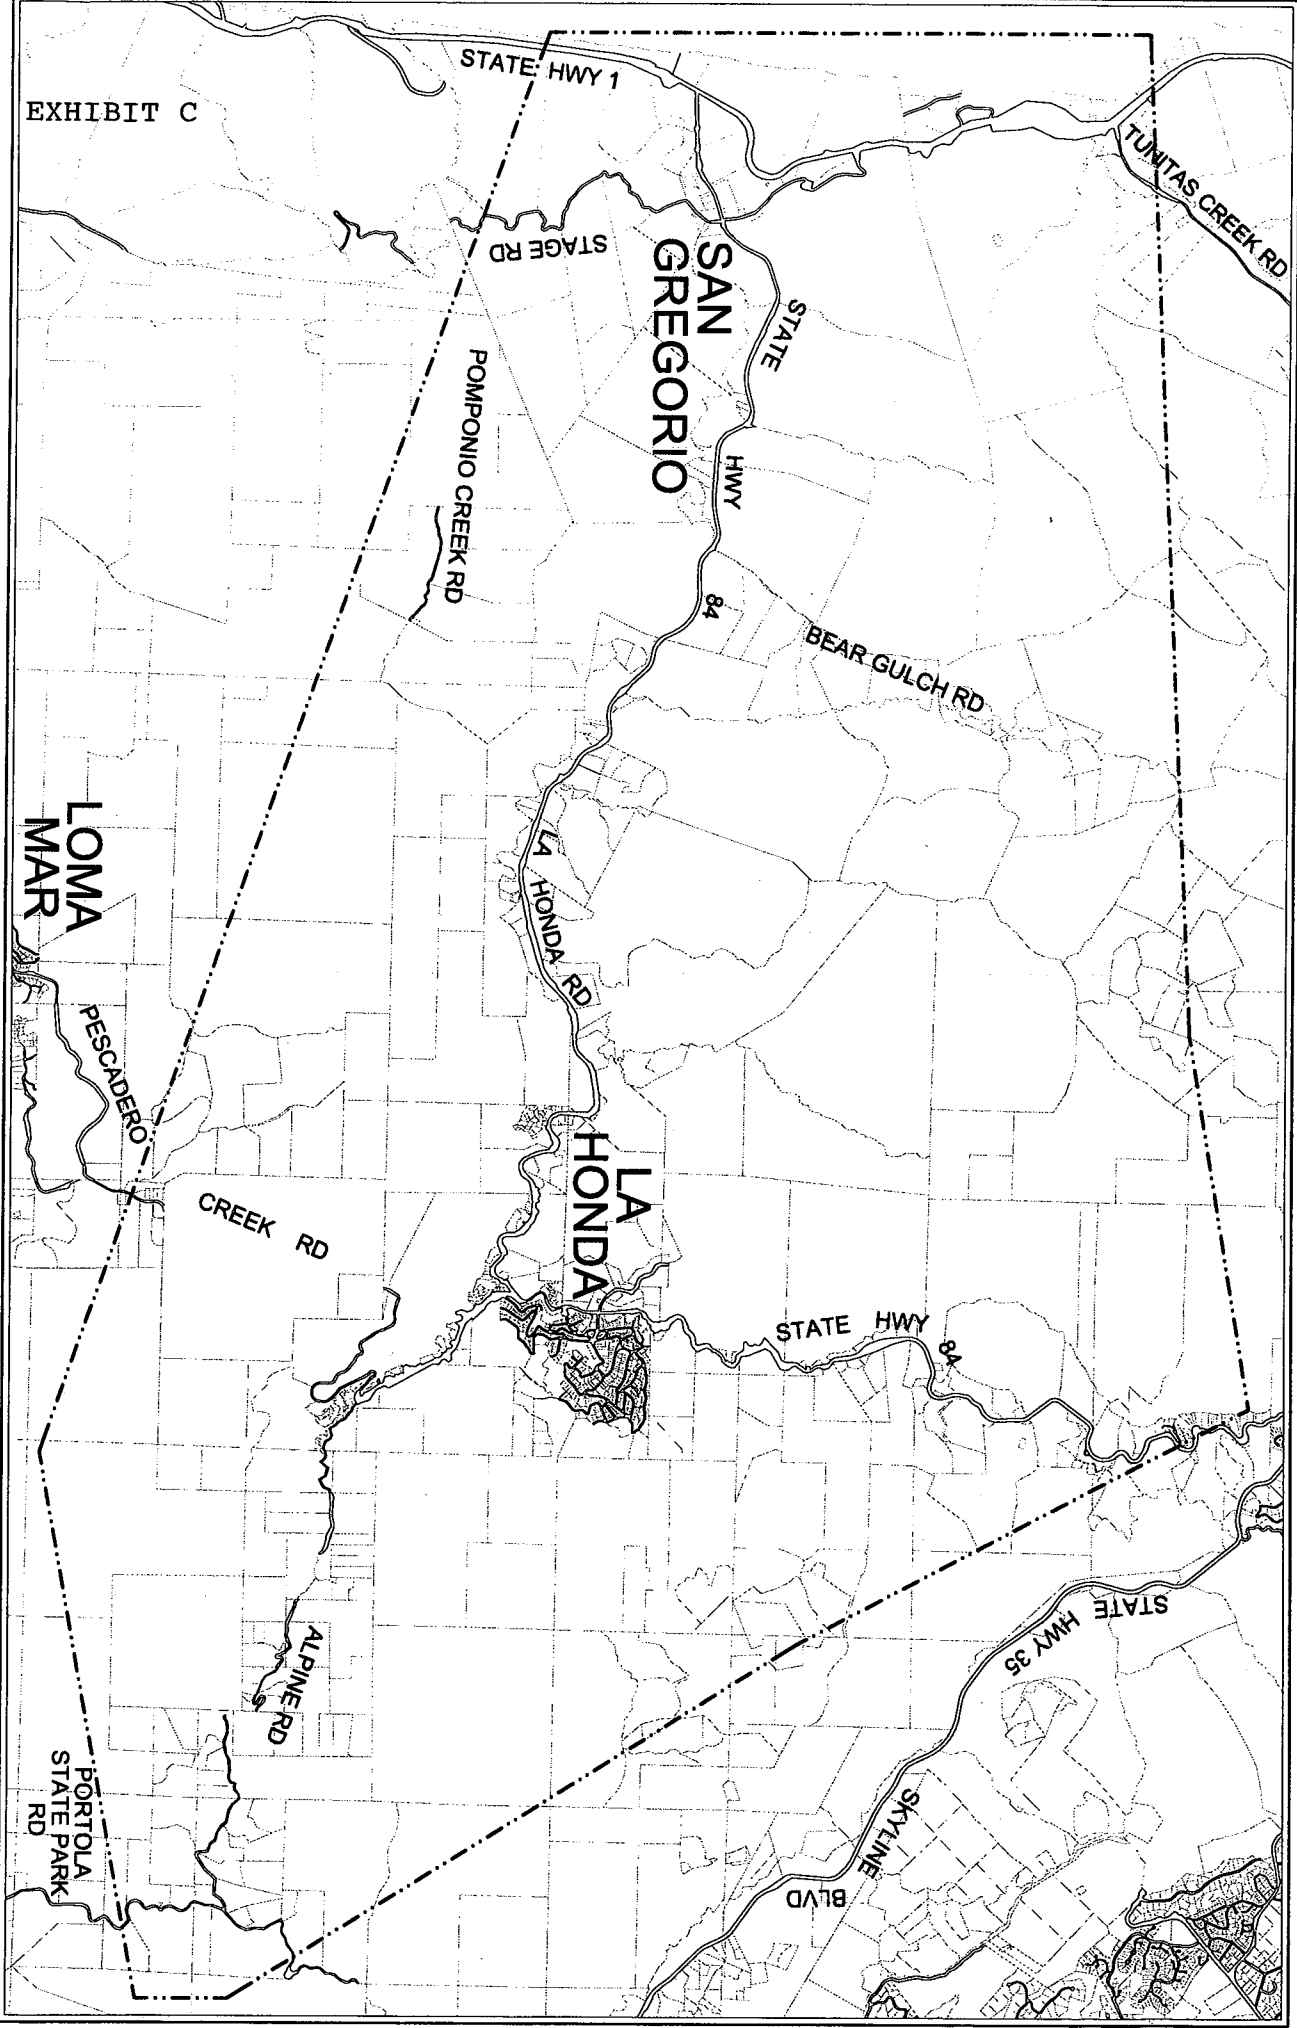 EXHIBIT C
STATE HWY 1
TUNITAS CREEK RD
STAGE RD
SAN
GREGORIO
STATE
HWY
84
POMPONIO CREEK RD
BEAR GULCH RD
LA
HONDA
RD
LOMA
MAR
PESCADERO
CREEK RD
LA
HONDA
STATE HWY
84
STATE
HWY 35
SKYLINE
BLVD
ALPINE RD
PORTOLA
STATE PARK
RD